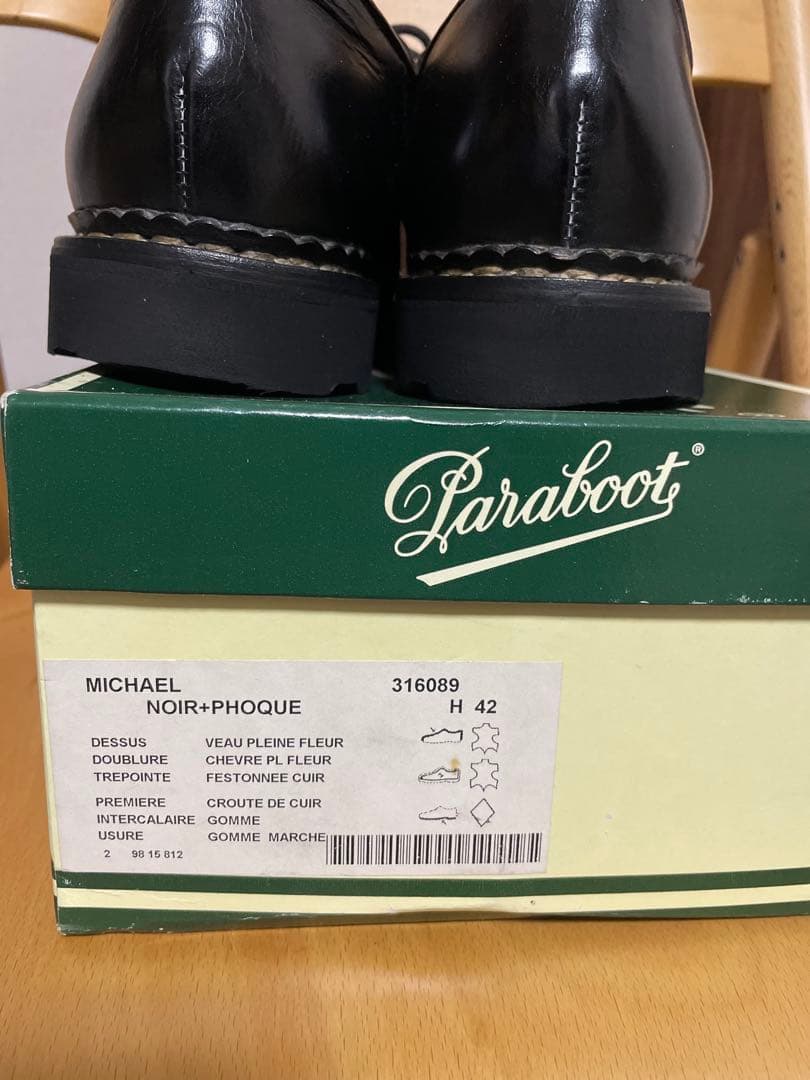 Paraboot®
MICHAEL 316089
NOIR+PHOQUE H 42
DESSUS VEAU PLEINE FLEUR
DOUBLURE CHEVRE PL FLEUR
TREPOINTE FESTONNEE CUIR
PREMIERE CROUTE DE CUIR
INTERCALAIRE GOMME
USURE GOMME MARCHE
2 98 15 812